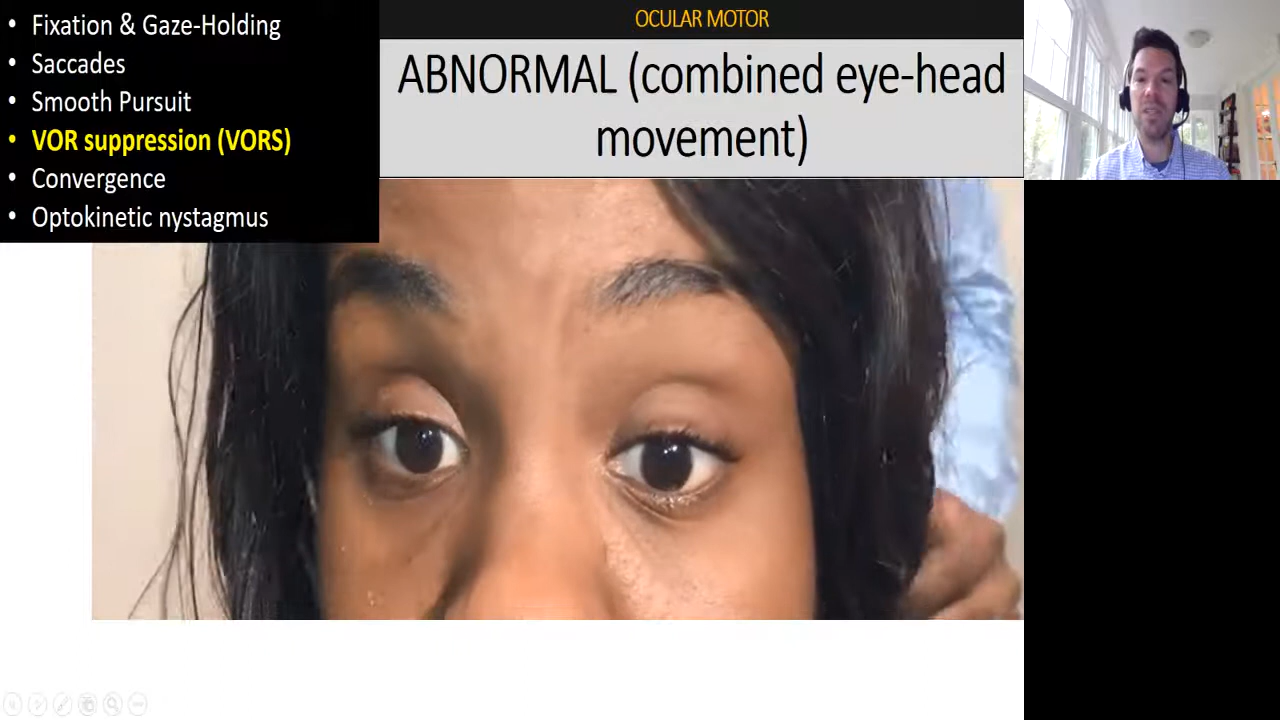 Fixation & Gaze-Holding
Saccades
Smooth Pursuit
VOR suppression (VORS)
Convergence
Optokinetic nystagmus
OCULAR MOTOR
ABNORMAL (combined eye-head
movement)